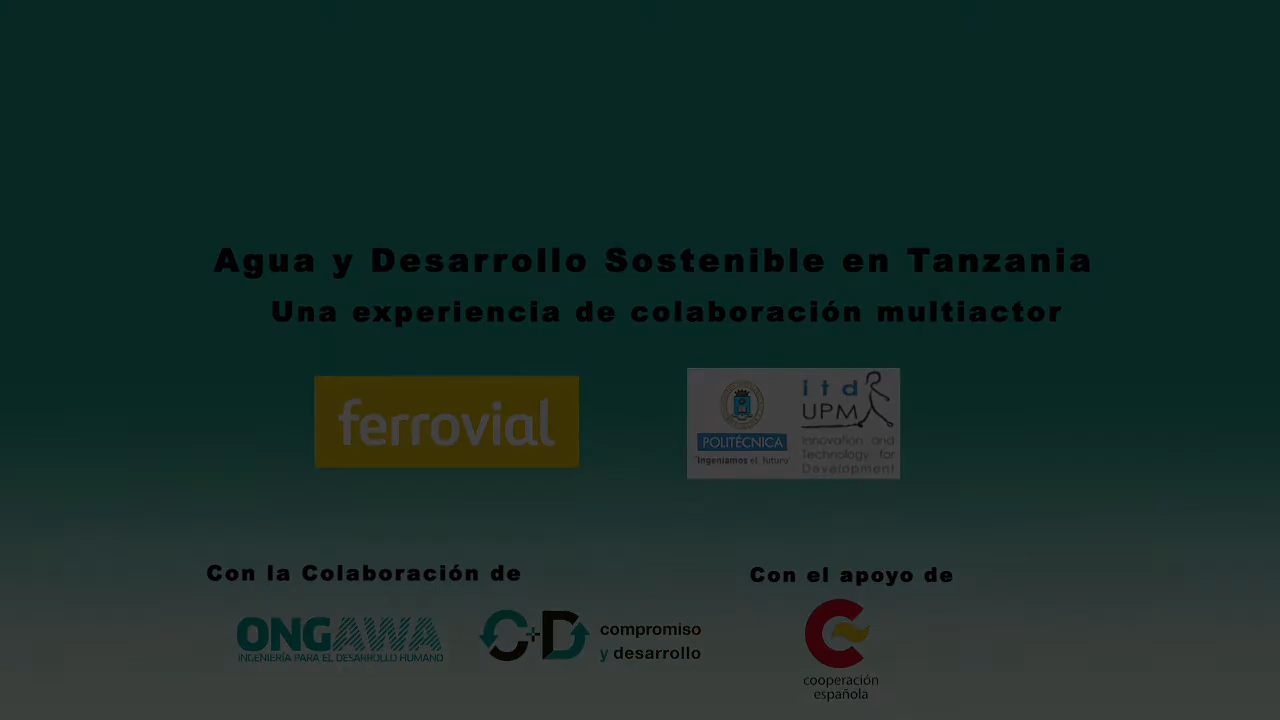 Agua y Desarrollo Sostenible en Tanzania
Una experiencia de colaboración multiactor
ferrovial
POLITÉCNICA
"Ingeniamos el futuro"
itd
UPM
Innovation and
Technology for
Development
Con la Colaboración de
ONGAWA
INGENIERÍA PARA EL DESARROLLO HUMANO
C+D
compromiso
y desarrollo
Con el apoyo de
cooperación
española